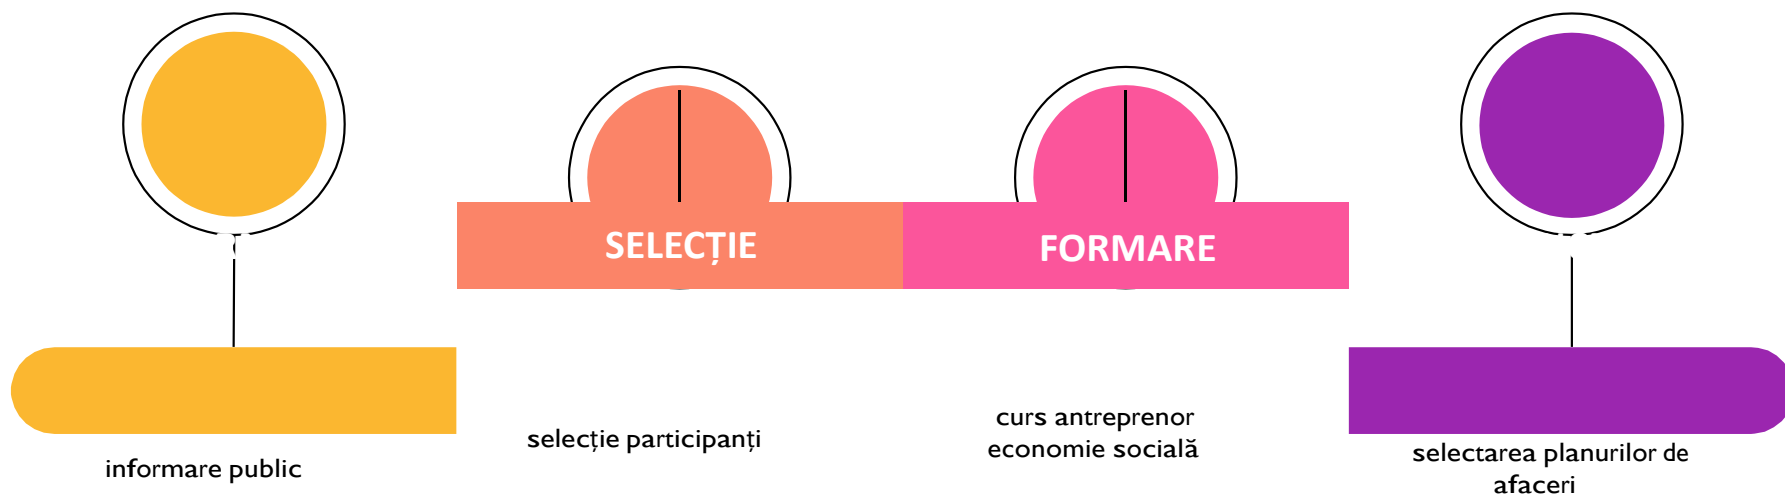 SELECȚIE
FORMARE
informare public
selecție participanți
curs antreprenor
economie socială
selectarea planurilor de
afaceri